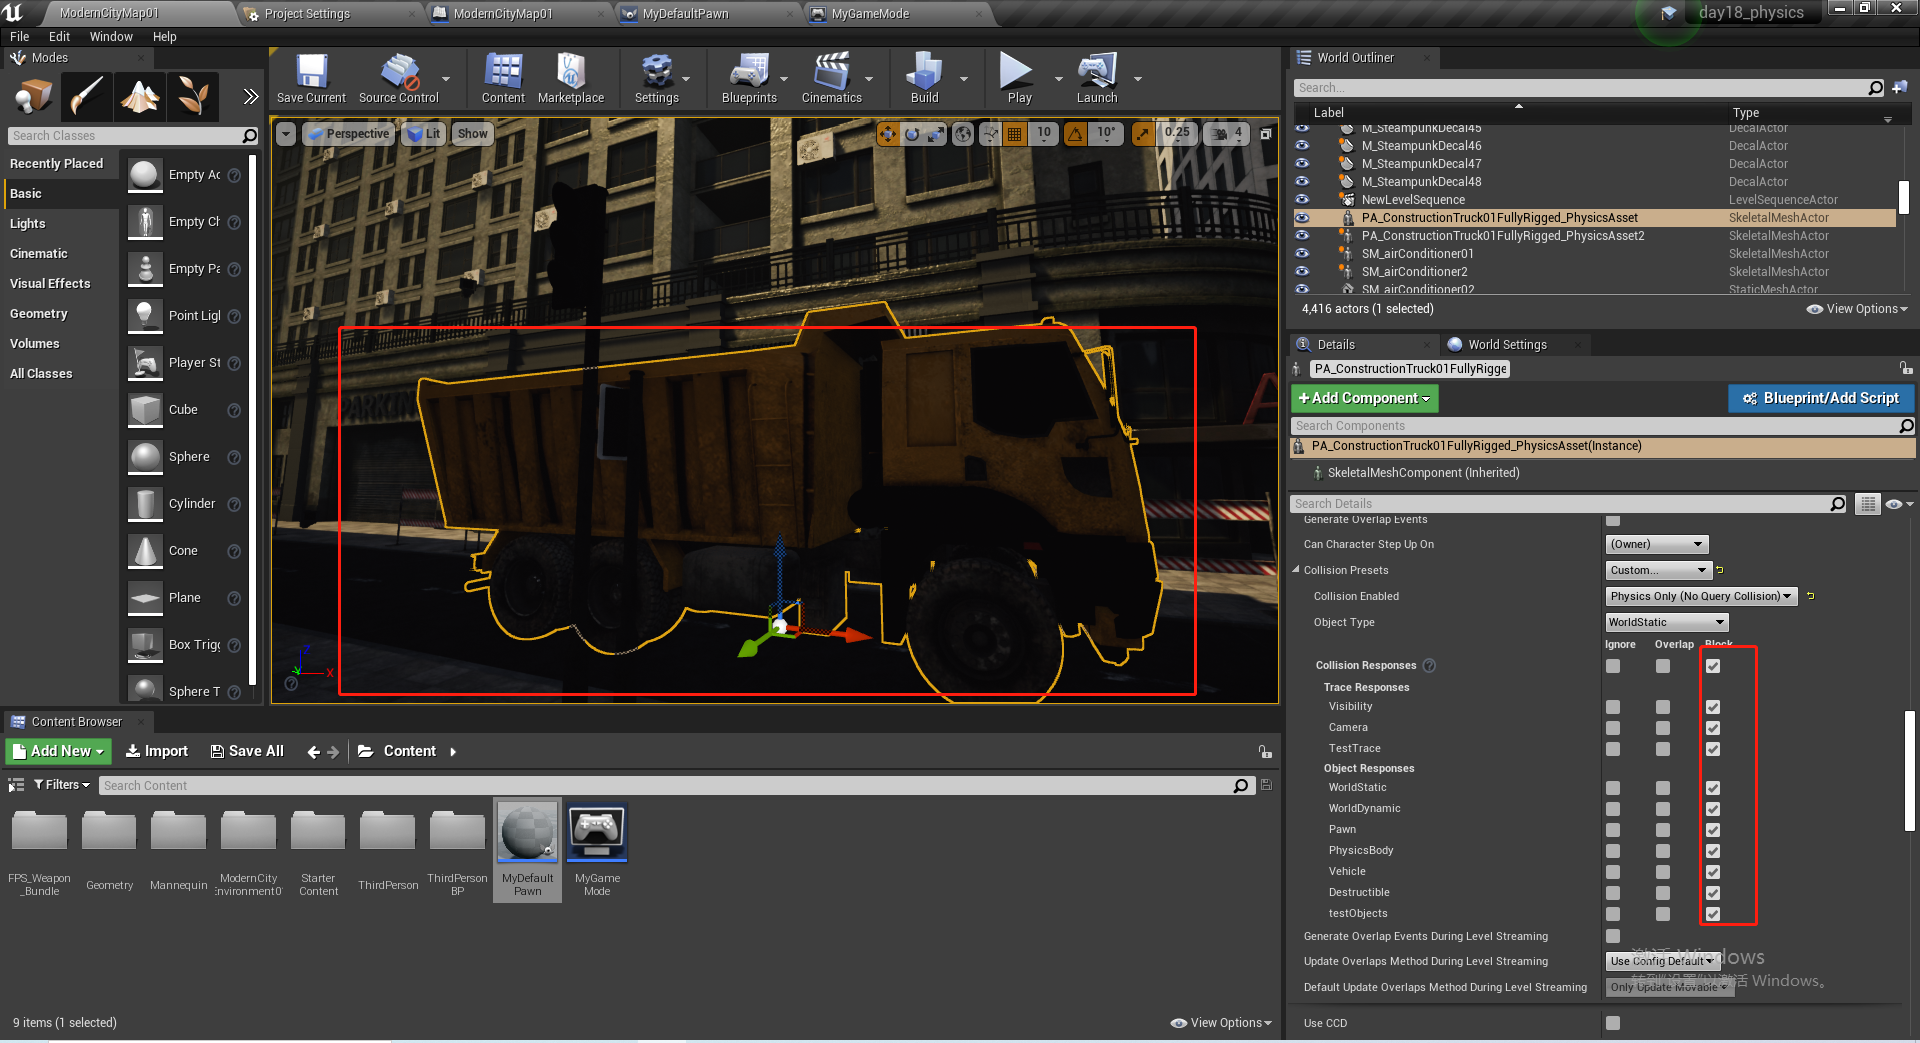 ModernCityMap01
Project Settings
ModernCityMap01
MyDefaultPawn
MyGameMode
day18_physics
File Edit Window Help
Modes
Search Classes
Recently Placed
Basic
Lights
Cinematic
Visual Effects
Geometry
Volumes
All Classes
Empty Ac
Empty Ch
Empty Pa
Point Ligl
Player St
Cube
Sphere
Cylinder
Cone
Plane
Box Trigg
Sphere T
Save Current
Source Control
Content
Marketplace
Settings
Blueprints
Cinematics
Build
Play
Launch
Perspective
Lit
Show
10
10°
0.25
4
PARKING
Z
X
World Outliner
Search...
Label
Type
M_SteampunkDecal45 DecalActor
M_SteampunkDecal46 DecalActor
M_SteampunkDecal47 DecalActor
M_SteampunkDecal48 DecalActor
NewLevelSequence LevelSequenceActor
PA_ConstructionTruck01FullyRigged_PhysicsAsset SkeletalMeshActor
PA_ConstructionTruck01FullyRigged_PhysicsAsset2 SkeletalMeshActor
SM_airConditioner01 SkeletalMeshActor
SM_airConditioner2 SkeletalMeshActor
SM_airConditioner02 StaticMeshActor
4,416 actors (1 selected)
View Options
Details
World Settings
PA_ConstructionTruck01FullyRigge
+Add Component
Blueprint/Add Script
Search Components
PA_ConstructionTruck01FullyRigged_PhysicsAsset(Instance)
SkeletalMeshComponent (Inherited)
Search Details
Generate Overlap Events
Can Character Step Up On (Owner)
Collision Presets Custom...
Collision Enabled Physics Only (No Query Collision)
Object Type WorldStatic
Ignore Overlap Block
Collision Responses
Trace Responses
Visibility
Camera
TestTrace
Object Responses
WorldStatic
WorldDynamic
Pawn
PhysicsBody
Vehicle
Destructible
testObjects
Generate Overlap Events During Level Streaming
Update Overlaps Method During Level Streaming Use Config Default
Default Update Overlaps Method During Level Streaming Only Update Movable
Use CCD
激活 Windows
转到"设置"以激活 Windows。
Content Browser
Add New
Import
Save All
Content
Filters
Search Content
FPS_Weapon
_Bundle
Geometry
Mannequin
ModernCity
Environment0
Starter
Content
ThirdPerson
ThirdPerson
BP
MyDefault
Pawn
MyGame
Mode
9 items (1 selected)
View Options